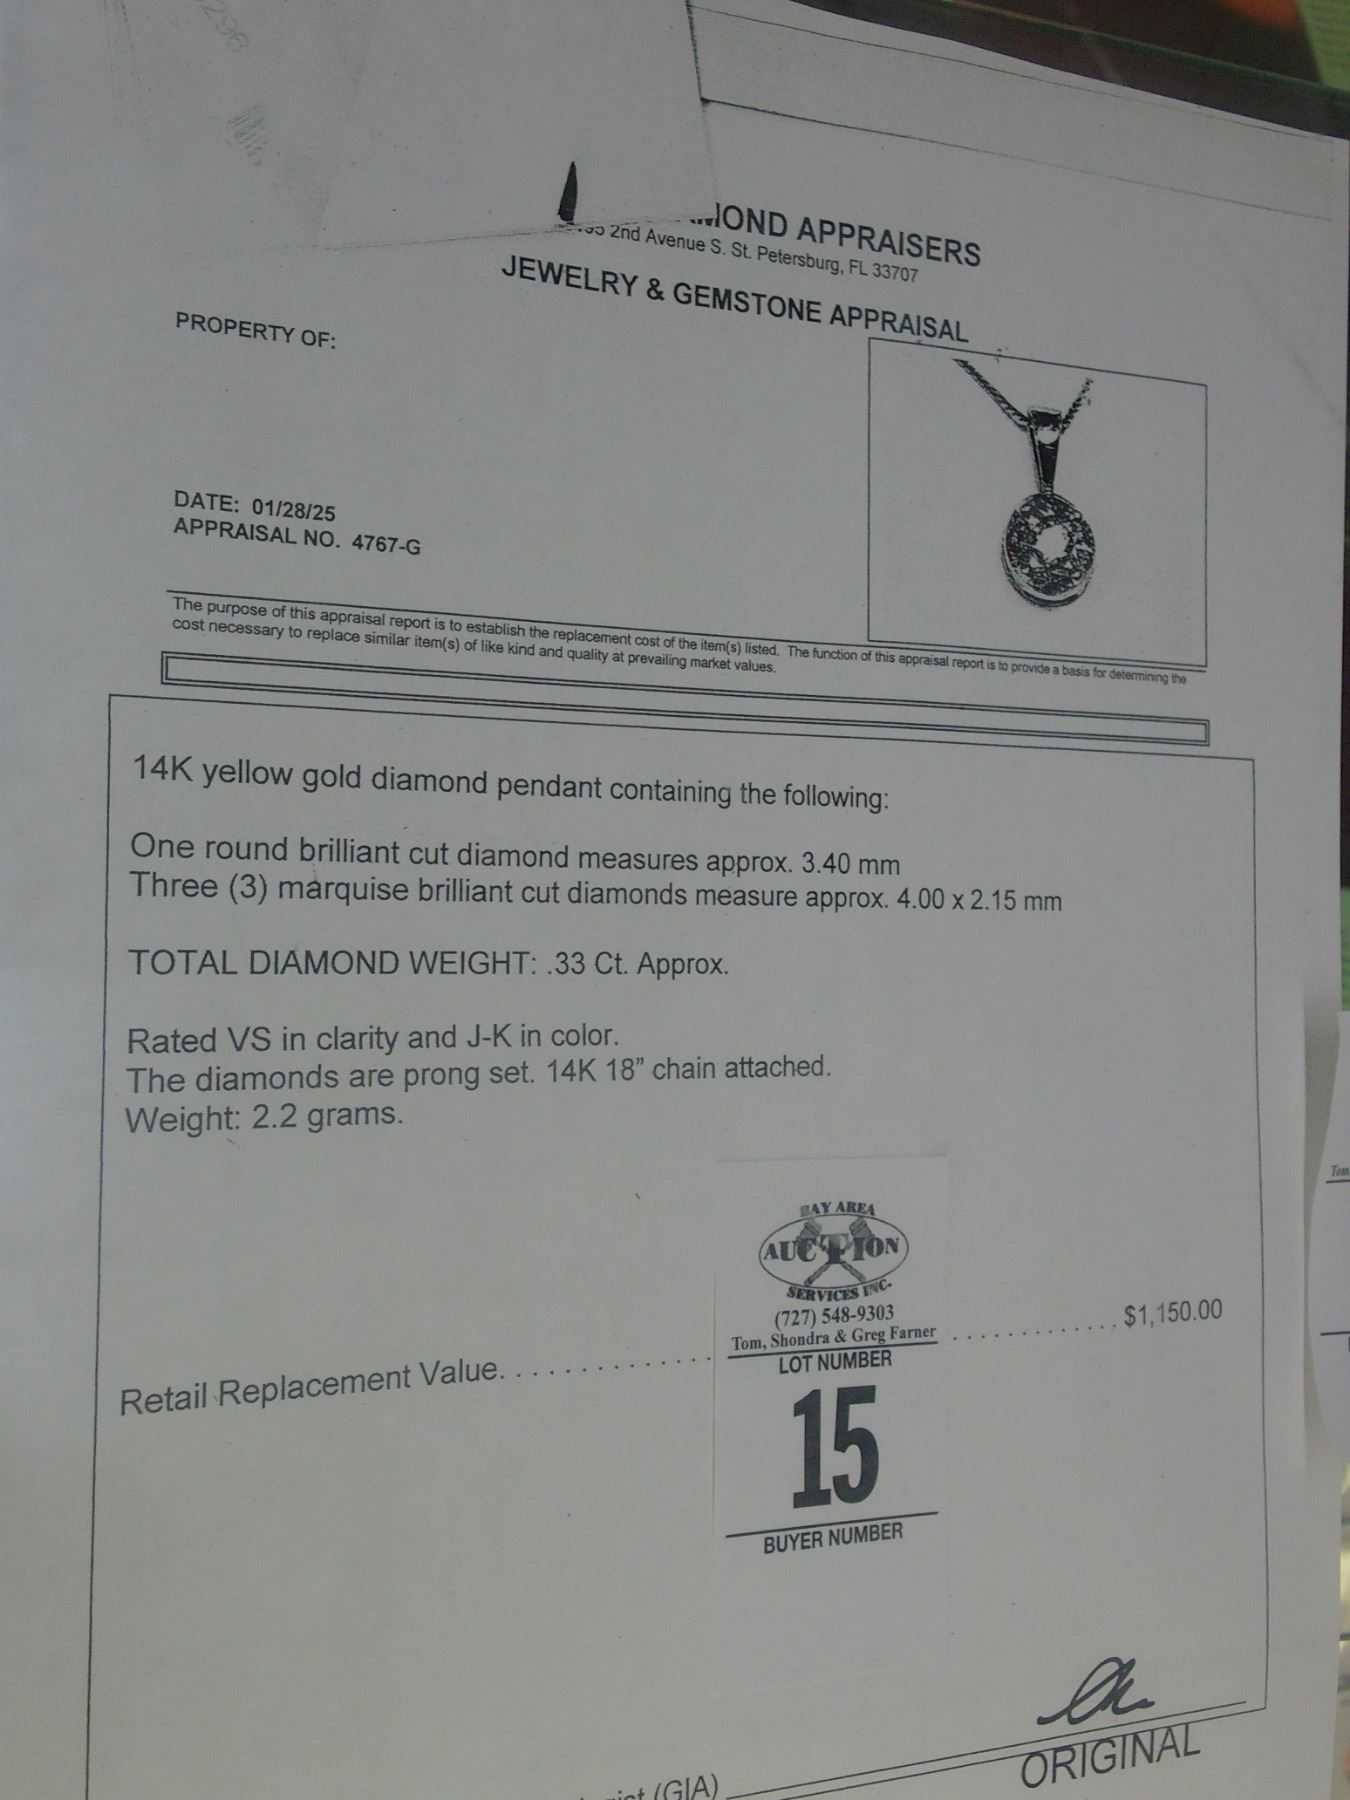 296
MOND APPRAISERS
2nd Avenue S. St. Petersburg, FL 33707
JEWELRY & GEMSTONE APPRAISAL
PROPERTY OF:
DATE: 01/28/25
APPRAISAL NO. 4767-G
The purpose of this appraisal report is to establish the replacement cost of the item(s) listed. The function of this appraisal report is to provide a basis for determining the
cost necessary to replace similar item(s) of like kind and quality at prevailing market values.
14K yellow gold diamond pendant containing the following:
One round brilliant cut diamond measures approx. 3.40 mm
Three (3) marquise brilliant cut diamonds measure approx. 4.00 x 2.15 mm
TOTAL DIAMOND WEIGHT: .33 Ct. Approx.
Rated VS in clarity and J-K in color.
The diamonds are prong set. 14K 18” chain attached.
Weight: 2.2 grams.
BAY AREA
AUCTION
SERVICES INC.
(727) 548-9303
Tom, Shondra & Greg Farner
LOT NUMBER
15
BUYER NUMBER
Retail Replacement Value. . . . . . . . . . . . . . . . . . . . . . . . . $1,150.00
(GIA)
ORIGINAL
Tom